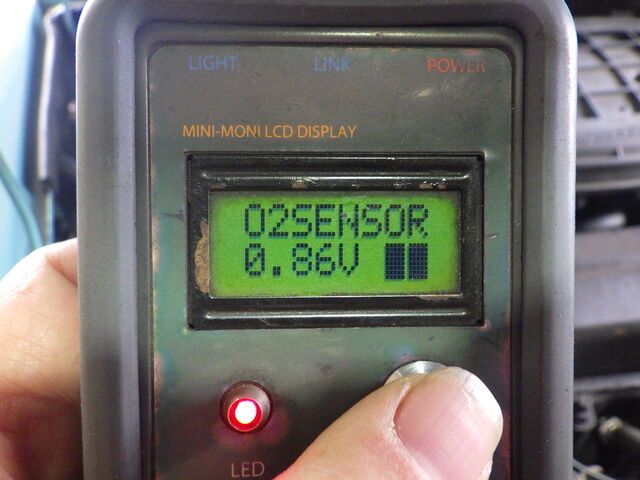 LIGHT LINK POWER
MINI-MONI LCD DISPLAY
O2SENSOR
0.86V
LED